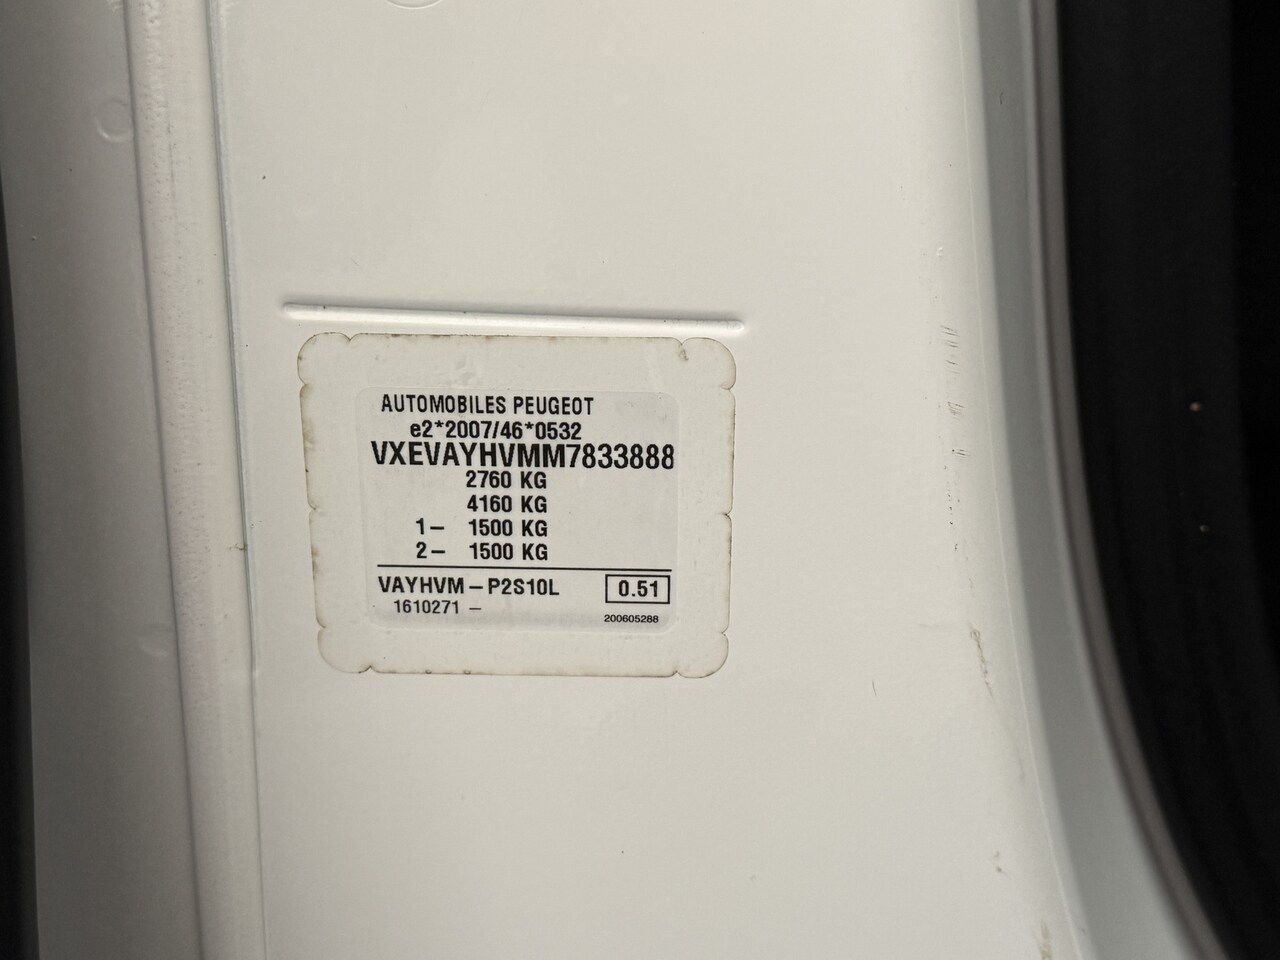 AUTOMOBILES PEUGEOT
e2*2007/46*0532
VXEVAYHVMM7833888
2760 KG
4160 KG
1- 1500 KG
2- 1500 KG
VAYHVM - P2S10L 0.51
1610271 -
200605288